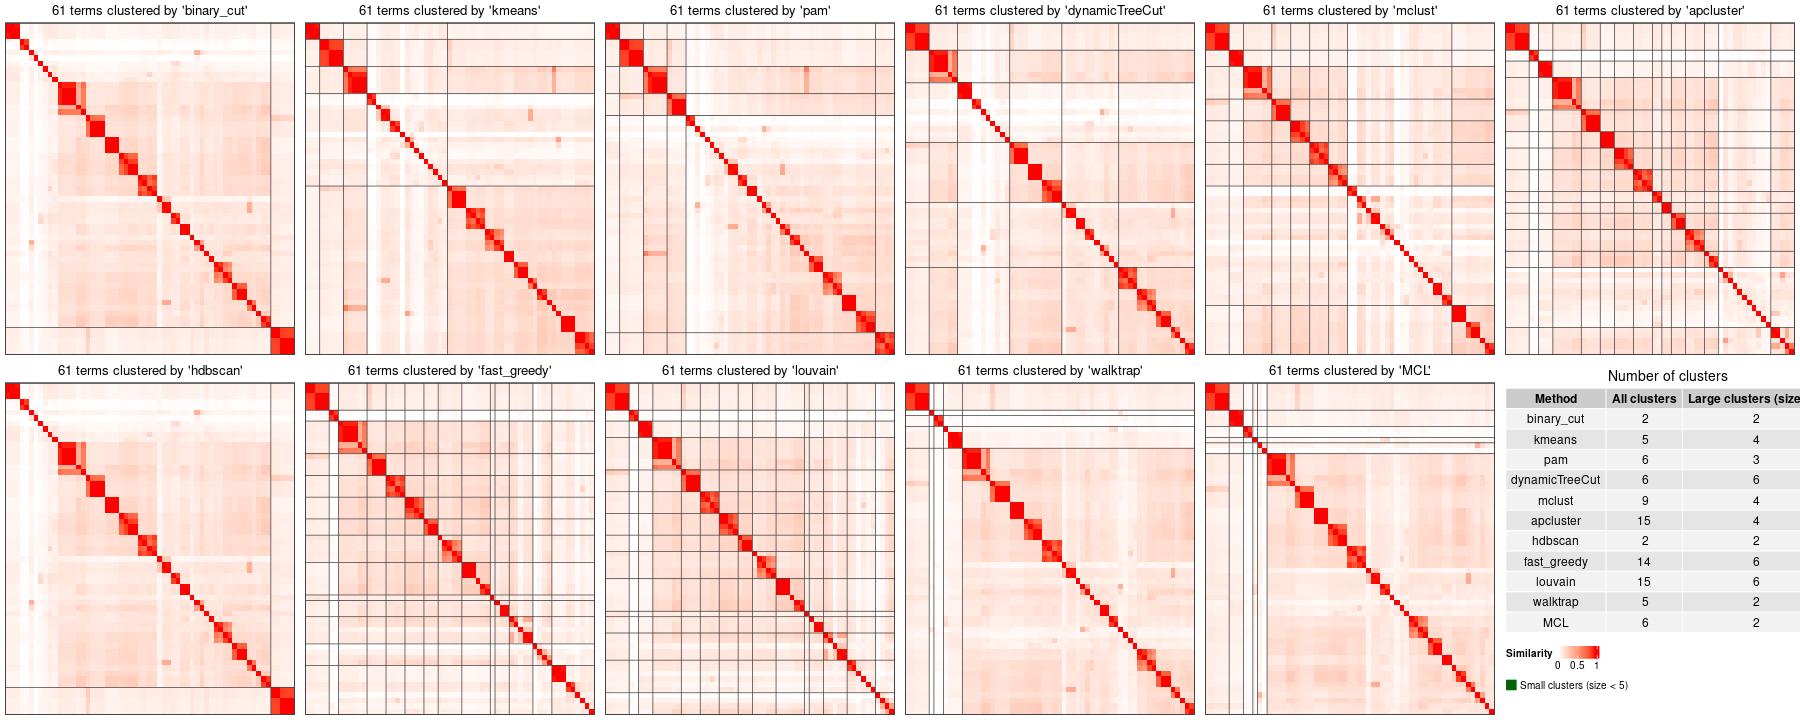 61 terms clustered by 'binary_cut'
61 terms clustered by 'kmeans'
61 terms clustered by 'pam'
61 terms clustered by 'dynamicTreeCut'
61 terms clustered by 'mclust'
61 terms clustered by 'apcluster'
61 terms clustered by 'hdbscan'
61 terms clustered by 'fast_greedy'
61 terms clustered by 'louvain'
61 terms clustered by 'walktrap'
61 terms clustered by 'MCL'
Number of clusters
Method All clusters Large clusters (size
binary_cut 2 2
kmeans 5 4
pam 6 3
dynamicTreeCut 6 6
mclust 9 4
apcluster 15 4
hdbscan 2 2
fast_greedy 14 6
louvain 15 6
walktrap 5 2
MCL 6 2
Similarity
0 0.5 1
Small clusters (size < 5)